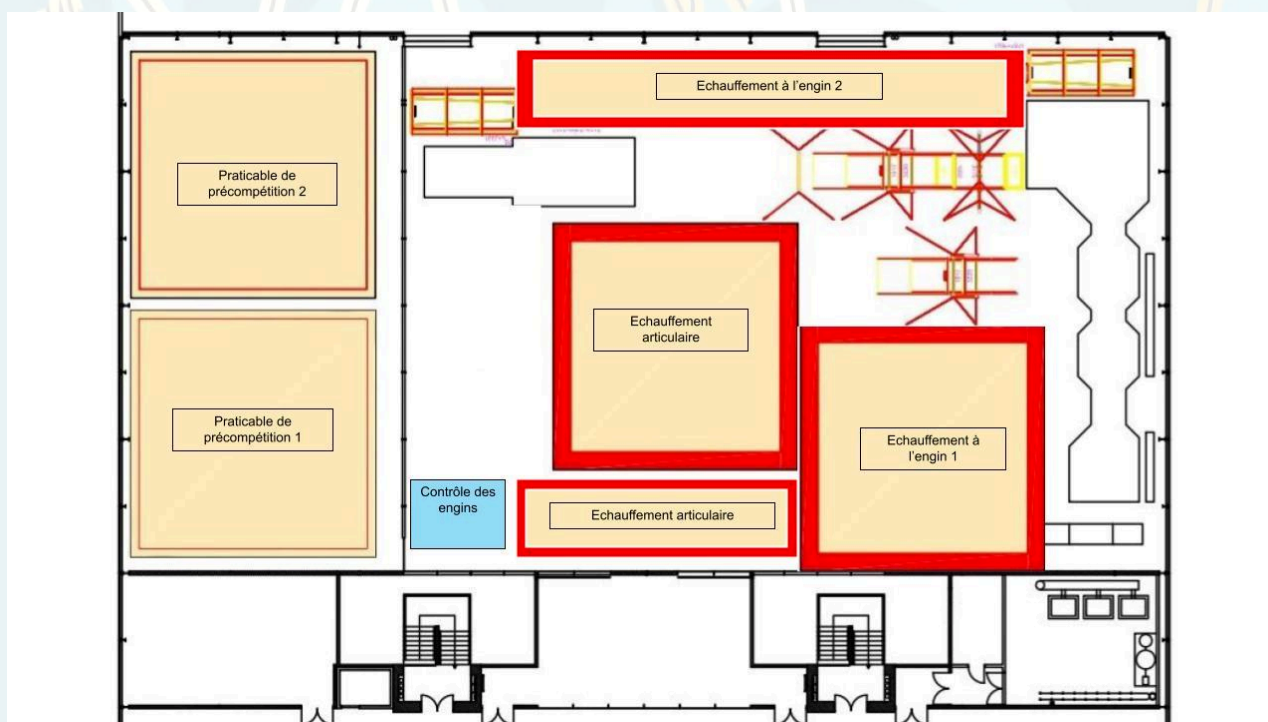 Echauffement à l'engin 2
Praticable de
précompétition 2
Echauffement
articulaire
Praticable de
précompétition 1
Echauffement à
l'engin 1
Contrôle des
engins
Echauffement articulaire